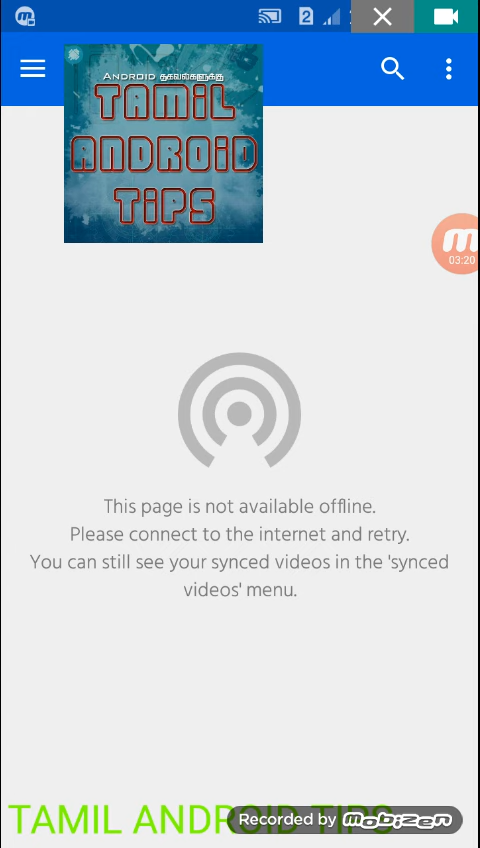 2
Android தகவல்களுக்கு
TAMIL
ANDROID
TIPS
03:20
This page is not available offline.
Please connect to the internet and retry.
You can still see your synced videos in the 'synced
videos' menu.
TAMIL ANDROID TIPS
Recorded by mobizen